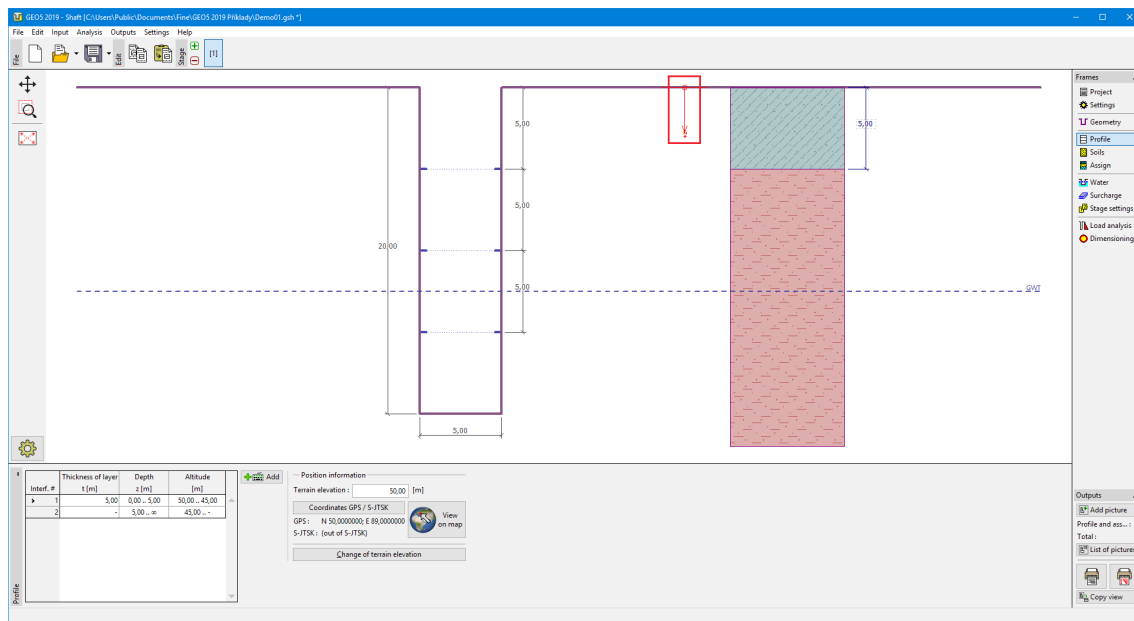 GEO5 2019 - Shaft [C:\Users\Public\Documents\Fine\GEO5 2019 Příklady\Demo01.gsh *]
File Edit Input Analysis Outputs Settings Help
File
Edit
Stage
[1]
5,00
5,00
5,00
20,00
5,00
5,00
GWT
Frames
Project
Settings
Geometry
Profile
Soils
Assign
Water
Surcharge
Stage settings
Load analysis
Dimensioning
Profile
Interf. # Thickness of layer t [m] Depth z [m] Altitude [m]
1 5,00 0,00 .. 5,00 50,00 .. 45,00
2 - 5,00 .. ∞ 45,00 .. -
Add
Position information
Terrain elevation : 50,00 [m]
Coordinates GPS / S-JTSK
GPS : N 50,0000000; E 89,0000000
S-JTSK : (out of S-JTSK)
View on map
Change of terrain elevation
Outputs
Add picture
Profile and ass... :
Total :
List of pictures
Copy view